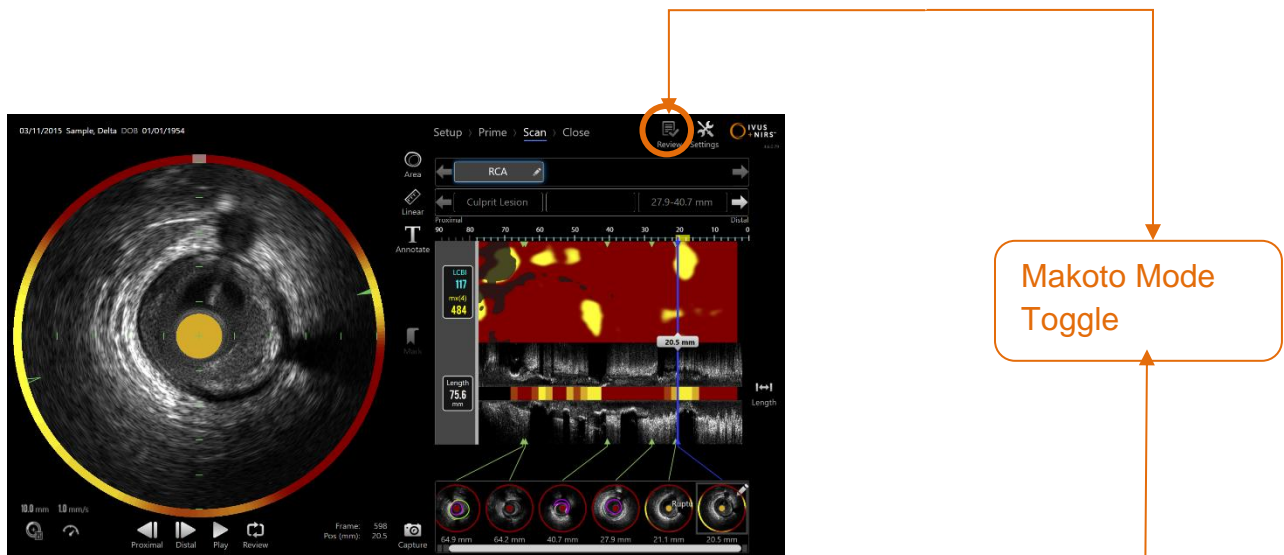 03/11/2015 Sample, Delta DOB 01/01/1954
Setup > Prime > Scan > Close
Review
Settings
IVUS
+NIRS
Area
RCA
Linear
Culprit Lesion
27.9-40.7 mm
Proximal
Distal
90 80 70 60 50 40 30 20 10 0
T
Annotate
LCBI
117
mx(4)
484
Makoto Mode
Toggle
20.5 mm
Mask
Length
75.6
mm
Length
10.0 mm 1.0 mm/s
Proximal
Distal
Play
Review
Frame: 598
Pos (mm): 20.5
Capture
64.9 mm
64.2 mm
40.7 mm
27.9 mm
21.1 mm
20.5 mm